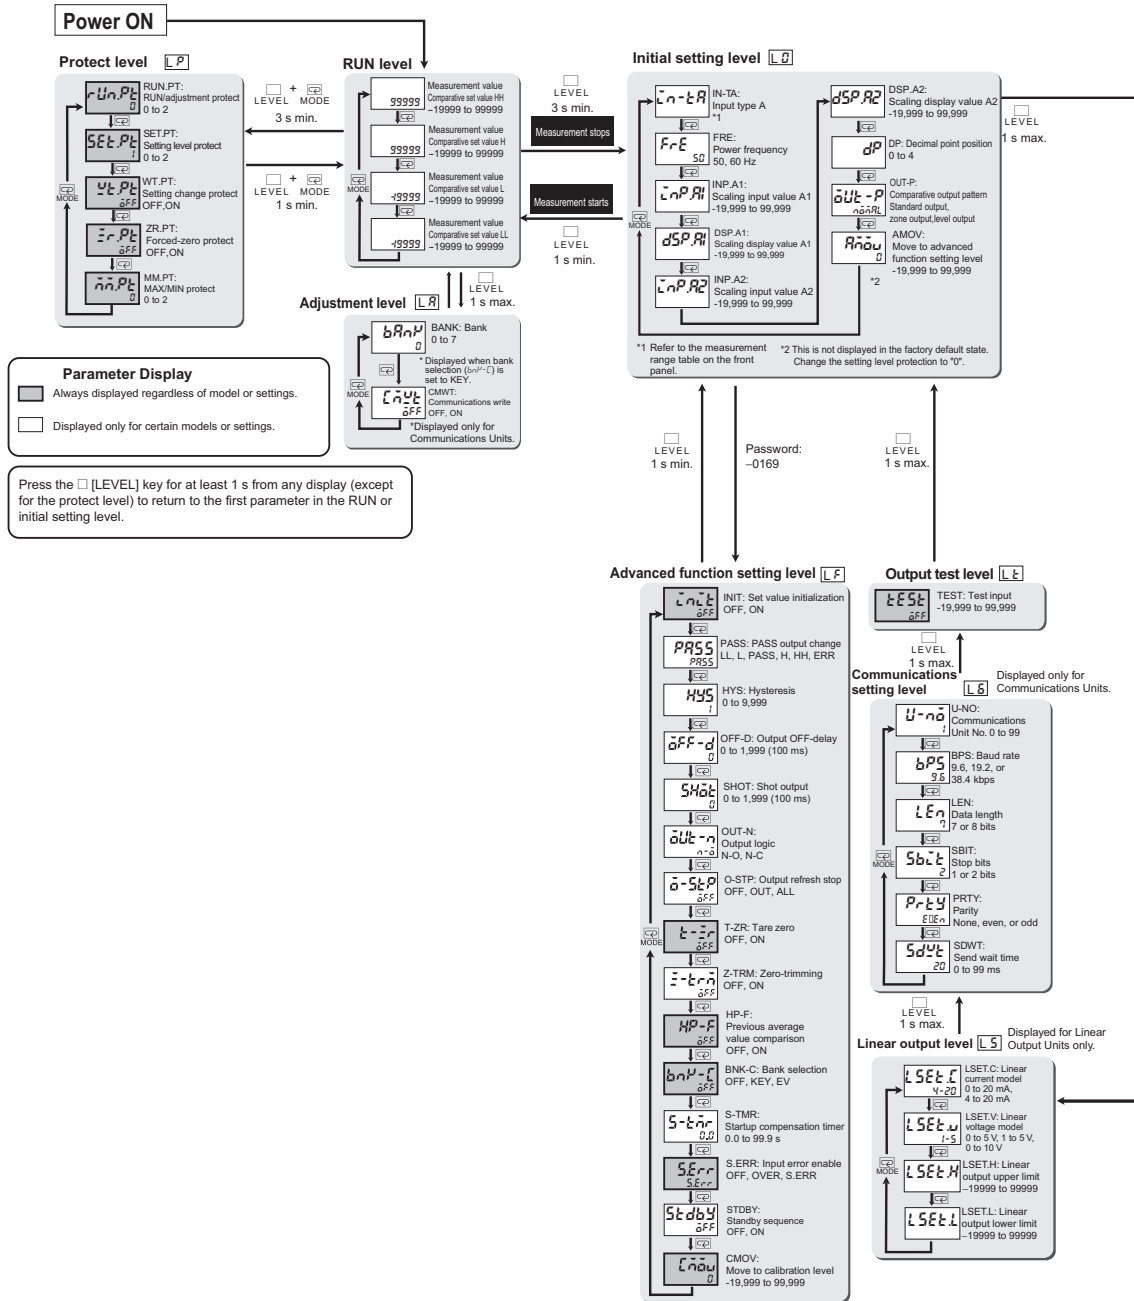 Power ON
Protect level LP
RUN.PT:
RUN/adjustment protect
0 to 2
SET.PT:
Setting level protect
0 to 2
WT.PT:
Setting change protect
OFF,ON
ZR.PT:
Forced-zero protect
OFF,ON
MM.PT:
MAX/MIN protect
0 to 2
MODE
LEVEL + MODE
3 s min.
LEVEL + MODE
1 s min.
RUN level
99999
Measurement value
Comparative set value HH
−19999 to 99999
99999
Measurement value
Comparative set value H
−19999 to 99999
-19999
Measurement value
Comparative set value L
−19999 to 99999
-19999
Measurement value
Comparative set value LL
−19999 to 99999
MODE
LEVEL
3 s min.
Measurement stops
Measurement starts
LEVEL
1 s min.
LEVEL
1 s max.
Adjustment level LA
BANK: Bank
0 to 7
* Displayed when bank
selection (bnK-C) is
set to KEY.
CMWT:
Communications write
OFF, ON
*Displayed only for
Communications Units.
MODE
Parameter Display
Always displayed regardless of model or settings.
Displayed only for certain models or settings.
Press the □ [LEVEL] key for at least 1 s from any display (except
for the protect level) to return to the first parameter in the RUN or
initial setting level.
Initial setting level L0
IN-TA:
Input type A
*1
FRE:
Power frequency
50, 60 Hz
INP.A1:
Scaling input value A1
-19,999 to 99,999
DSP.A1:
Scaling display value A1
-19,999 to 99,999
INP.A2:
Scaling input value A2
-19,999 to 99,999
DSP.A2:
Scaling display value A2
-19,999 to 99,999
DP: Decimal point position
0 to 4
OUT-P:
Comparative output pattern
Standard output,
zone output,level output
AMOV:
Move to advanced
function setting level
-19,999 to 99,999
*2
MODE
*1 Refer to the measurement
range table on the front
panel.
*2 This is not displayed in the factory default state.
Change the setting level protection to "0".
LEVEL
1 s max.
LEVEL
1 s min.
Password:
−0169
LEVEL
1 s max.
Advanced function setting level LF
INIT: Set value initialization
OFF, ON
PASS: PASS output change
LL, L, PASS, H, HH, ERR
HYS: Hysteresis
0 to 9,999
OFF-D: Output OFF-delay
0 to 1,999 (100 ms)
SHOT: Shot output
0 to 1,999 (100 ms)
OUT-N:
Output logic
N-O, N-C
O-STP: Output refresh stop
OFF, OUT, ALL
T-ZR: Tare zero
OFF, ON
Z-TRM: Zero-trimming
OFF, ON
HP-F:
Previous average
value comparison
OFF, ON
BNK-C: Bank selection
OFF, KEY, EV
S-TMR:
Startup compensation timer
0.0 to 99.9 s
S.ERR: Input error enable
OFF, OVER, S.ERR
STDBY:
Standby sequence
OFF, ON
CMOV:
Move to calibration level
-19,999 to 99,999
MODE
Output test level Lt
TEST: Test input
-19,999 to 99,999
LEVEL
1 s max.
Communications
setting level L6
Displayed only for
Communications Units.
U-NO:
Communications
Unit No. 0 to 99
BPS: Baud rate
9.6, 19.2, or
38.4 kbps
LEN:
Data length
7 or 8 bits
SBIT:
Stop bits
1 or 2 bits
PRTY:
Parity
None, even, or odd
SDWT:
Send wait time
0 to 99 ms
MODE
LEVEL
1 s max.
Linear output level L5
Displayed for Linear
Output Units only.
LSET.C: Linear
current model
0 to 20 mA,
4 to 20 mA
LSET.V: Linear
voltage model
0 to 5 V, 1 to 5 V,
0 to 10 V
LSET.H: Linear
output upper limit
−19999 to 99999
LSET.L: Linear
output lower limit
−19999 to 99999
MODE